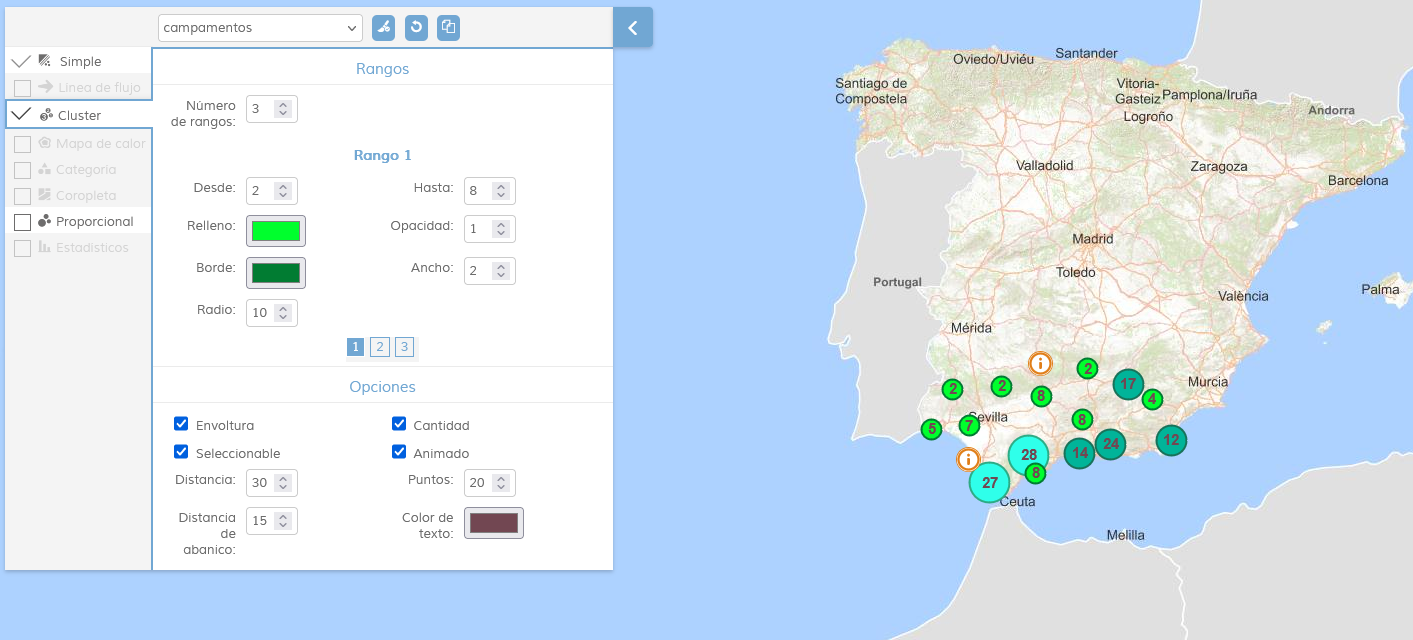 campamentos
Simple
Línea de flujo
Cluster
Mapa de calor
Categoria
Coropleta
Proporcional
Estadísticos
Rangos
Número de rangos:
3
Rango 1
Desde:
2
Hasta:
8
Relleno:
Opacidad:
1
Borde:
Ancho:
2
Radio:
10
1 2 3
Opciones
Envoltura
Cantidad
Seleccionable
Animado
Distancia:
30
Puntos:
20
Distancia de abanico:
15
Color de texto:
Santander
Oviedo/Uviéu
Santiago de
Compostela
Vitoria-
Gasteiz
Pamplona/Iruña
Logroño
Andorra
Valladolid
Zaragoza
Barcelona
Madrid
Toledo
Portugal
València
Palma
Mérida
Murcia
Sevilla
Ceuta
Melilla
2
17
2
2
8
4
8
7
5
12
24
14
28
8
27